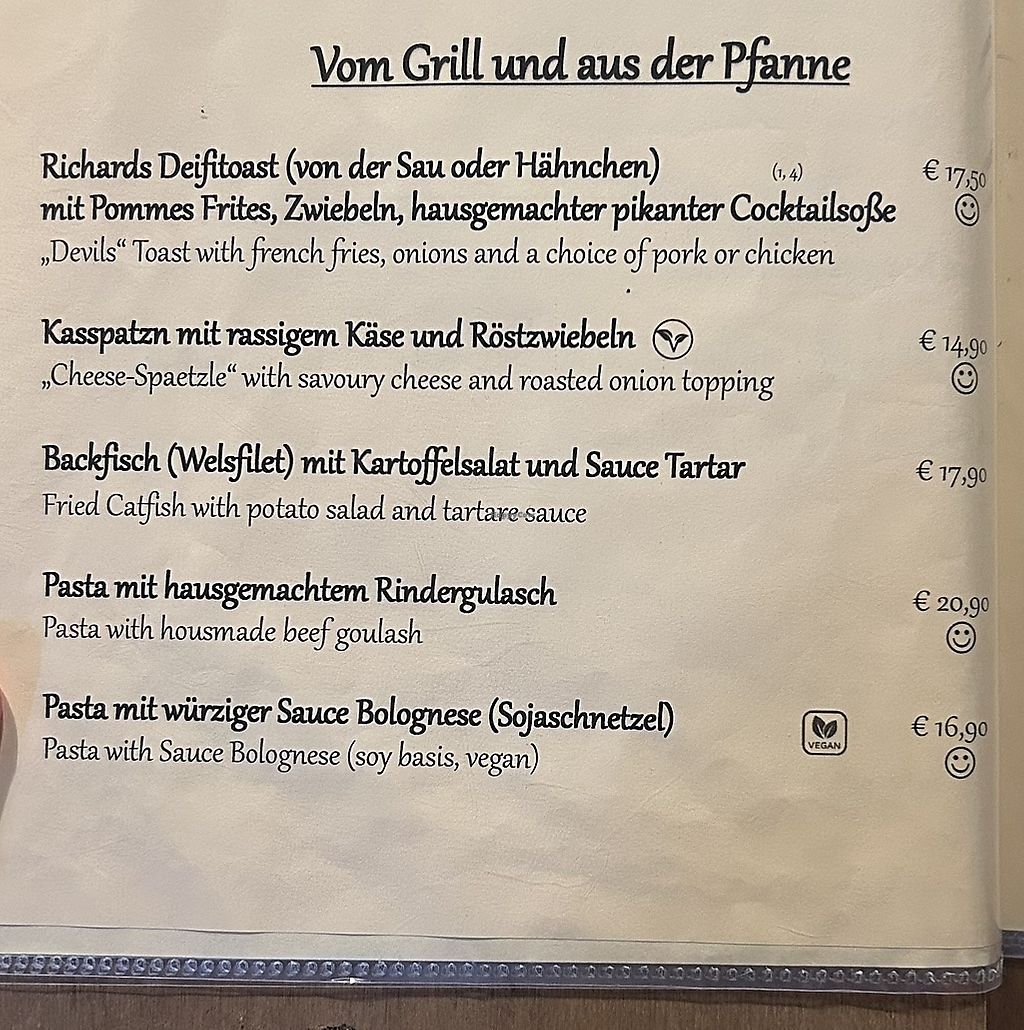 Vom Grill und aus der Pfanne
Richards Deifitoast (von der Sau oder Hähnchen) (1, 4) € 17,50
mit Pommes Frites, Zwiebeln, hausgemachter pikanter Cocktailsoße
„Devils“ Toast with french fries, onions and a choice of pork or chicken
Kasspatzn mit rassigem Käse und Röstzwiebeln € 14,90
„Cheese-Spaetzle“ with savoury cheese and roasted onion topping
Backfisch (Welsfilet) mit Kartoffelsalat und Sauce Tartar € 17,90
Fried Catfish with potato salad and tartare sauce
Pasta mit hausgemachtem Rindergulasch € 20,90
Pasta with housmade beef goulash
Pasta mit würziger Sauce Bolognese (Sojaschnetzel) VEGAN € 16,90
Pasta with Sauce Bolognese (soy basis, vegan)